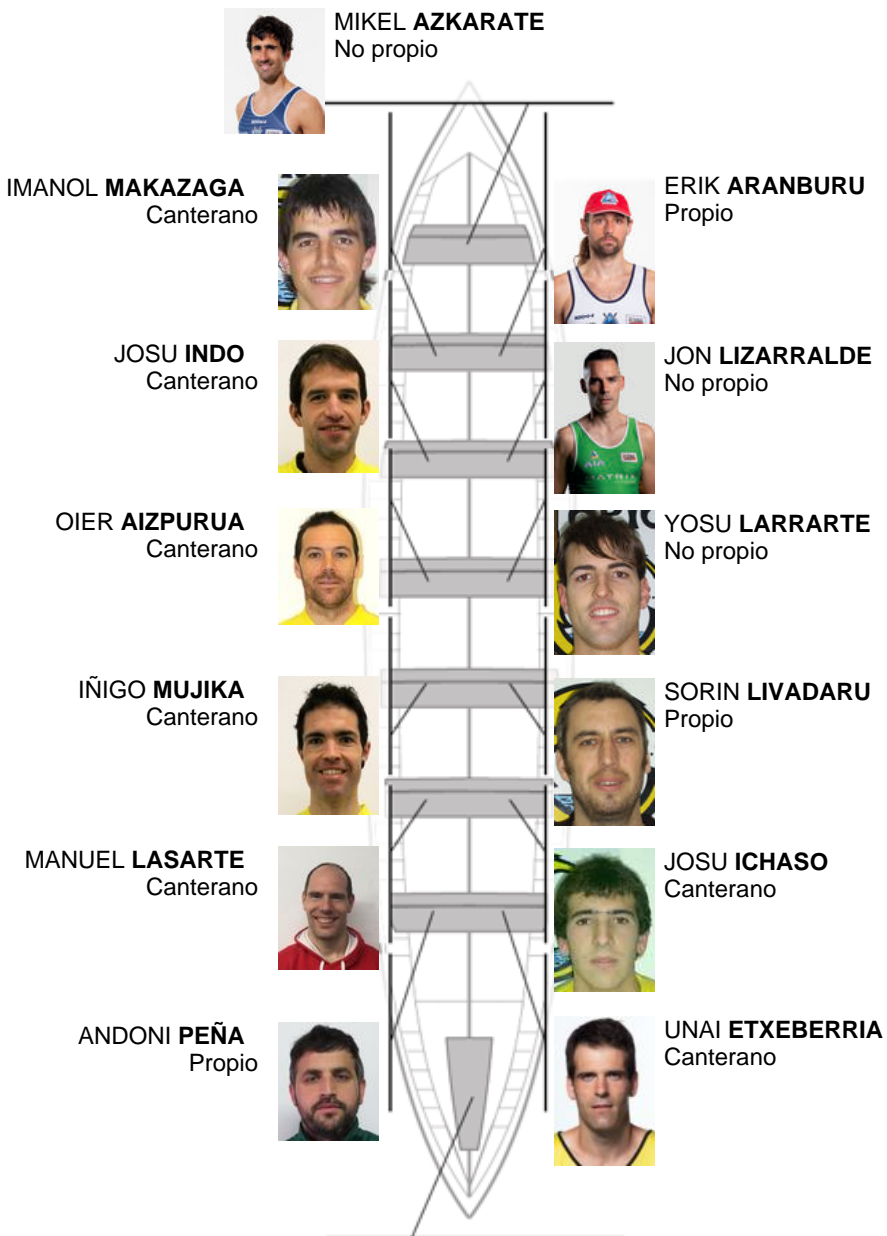 MIKEL AZKARATE
No propio
IMANOL MAKAZAGA
Canterano
ERIK ARANBURU
Propio
JOSU INDO
Canterano
JON LIZARRALDE
No propio
OIER AIZPURUA
Canterano
YOSU LARRARTE
No propio
IÑIGO MUJIKA
Canterano
SORIN LIVADARU
Propio
MANUEL LASARTE
Canterano
JOSU ICHASO
Canterano
ANDONI PEÑA
Propio
UNAI ETXEBERRIA
Canterano